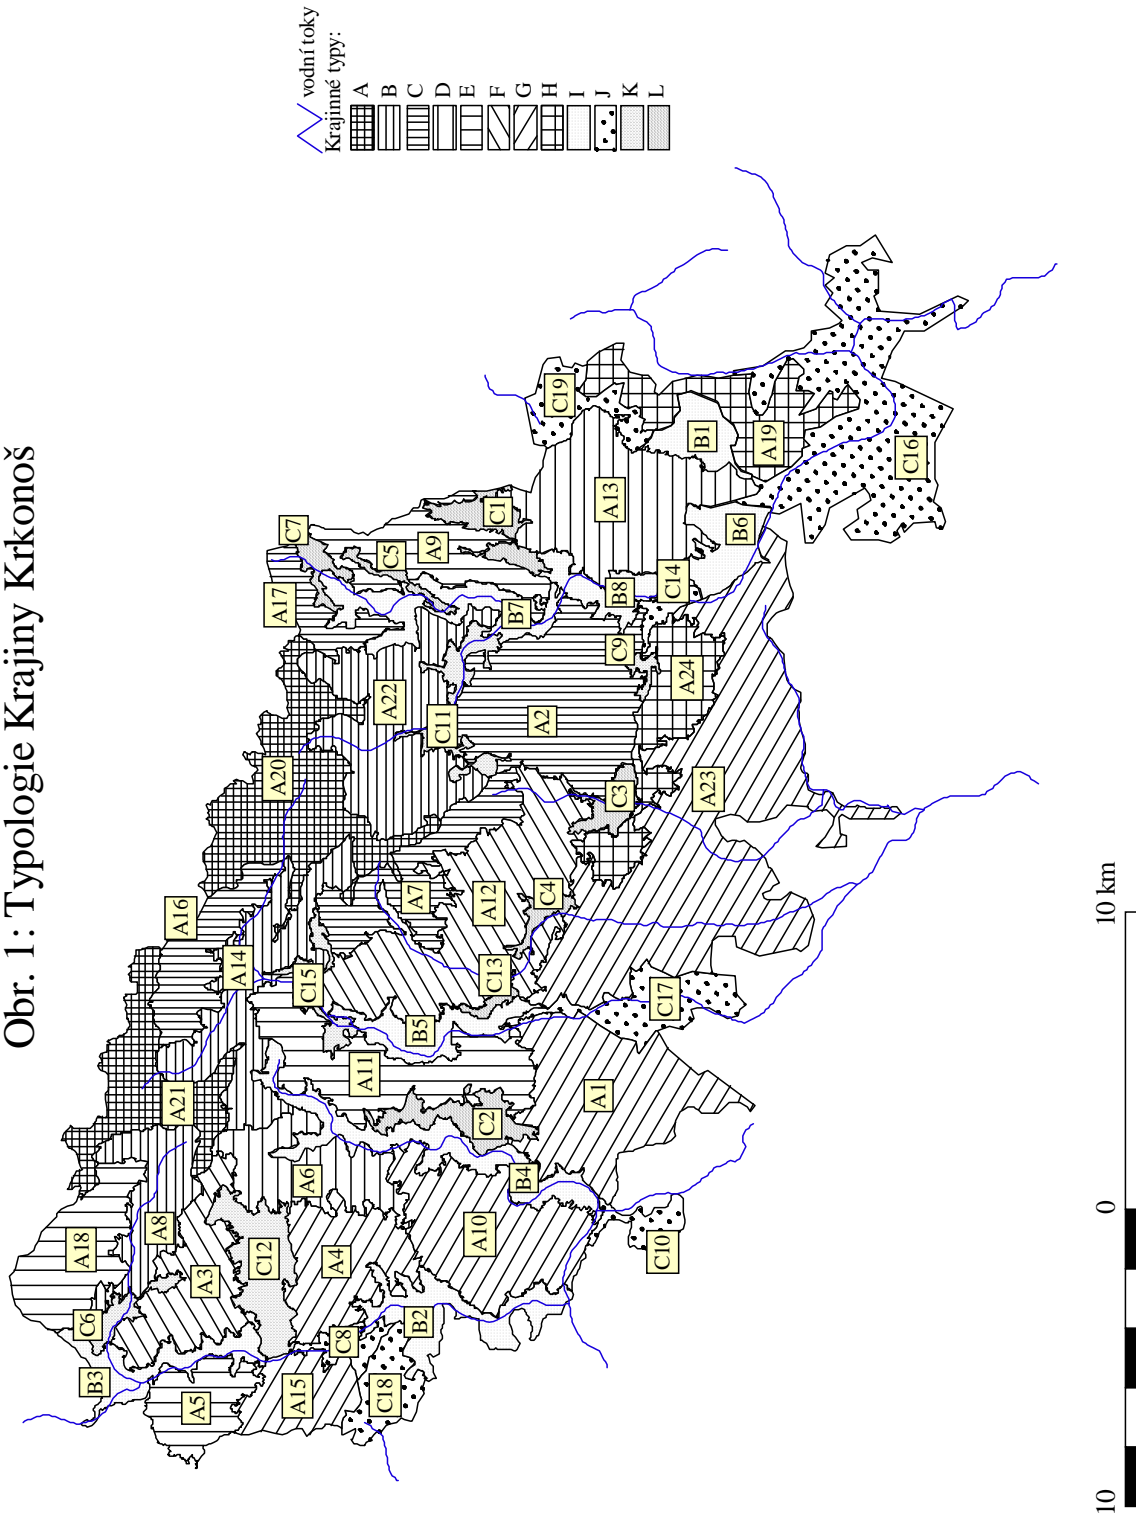 Obr. 1: Typologie Krajiny Krkonoš
vodní toky
Krajinné typy:
A
B
C
D
E
F
G
H
I
J
K
L
C7
A17
C1
C5
A9
C19
B1
A19
C16
A13
B6
B8
C14
B7
C9
A24
A22
C11
A2
A20
C3
A23
A16
A7
A12
C4
A14
C15
C13
B5
C17
A21
A11
C2
A1
A18
A8
A6
B4
A3
C12
A4
A10
C10
C6
B3
C8
B2
A5
A15
C18
10
0
10 km